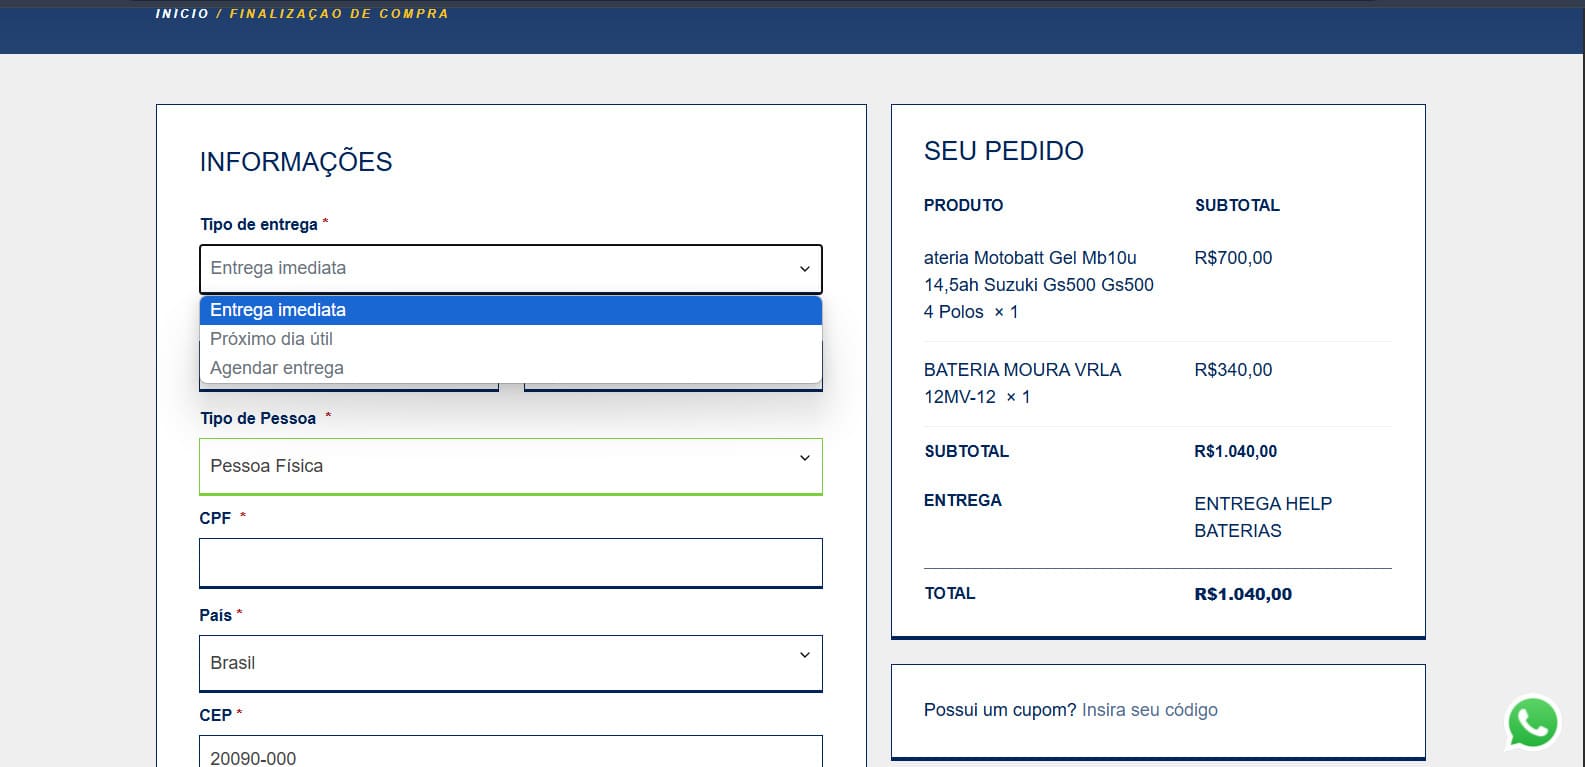 INICIO / FINALIZAÇAO DE COMPRA
INFORMAÇÕES
Tipo de entrega *
Entrega imediata
Entrega imediata
Próximo dia útil
Agendar entrega
Tipo de Pessoa *
Pessoa Física
CPF *
País *
Brasil
CEP *
20090-000
SEU PEDIDO
PRODUTO SUBTOTAL
ateria Motobatt Gel Mb10u R$700,00
14,5ah Suzuki Gs500 Gs500
4 Polos × 1
BATERIA MOURA VRLA R$340,00
12MV-12 × 1
SUBTOTAL R$1.040,00
ENTREGA ENTREGA HELP
BATERIAS
TOTAL R$1.040,00
Possui um cupom? Insira seu código